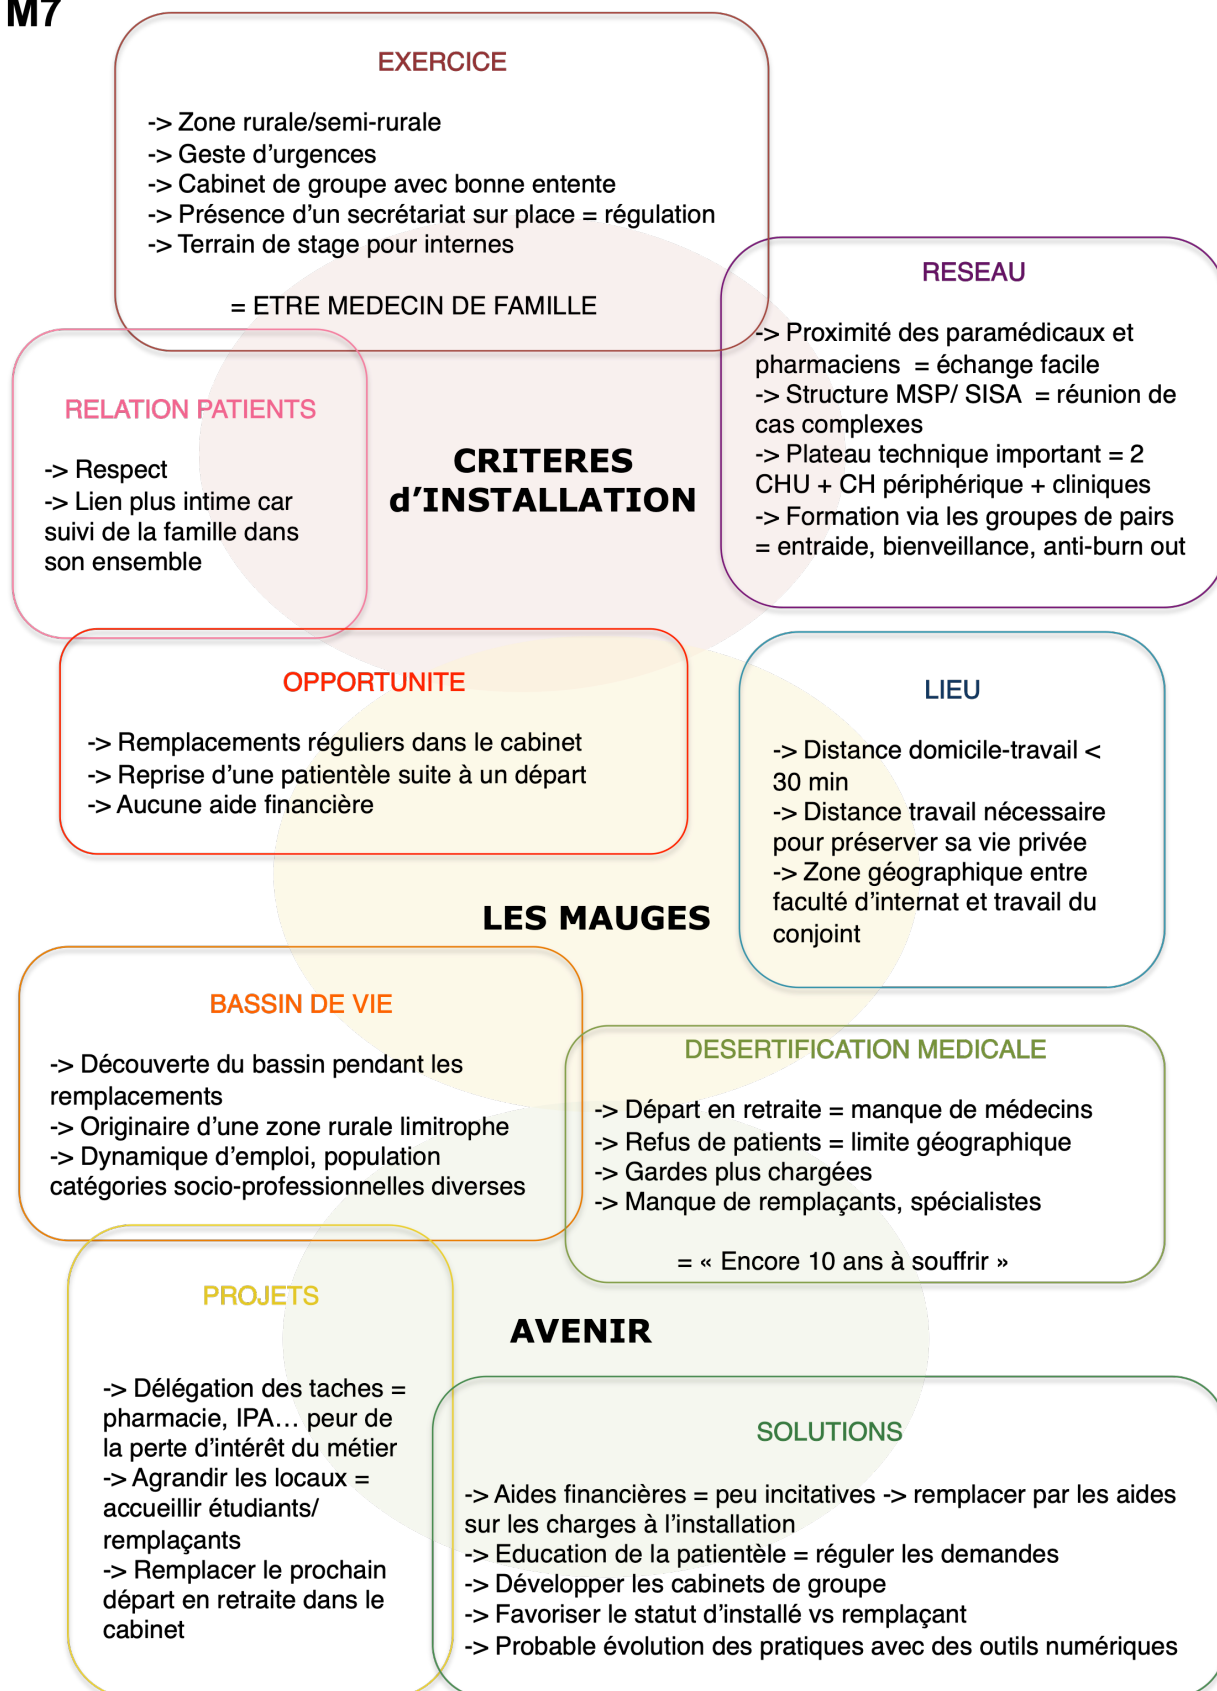 M7
EXERCICE
-> Zone rurale/semi-rurale
-> Geste d'urgences
-> Cabinet de groupe avec bonne entente
-> Présence d'un secrétariat sur place = régulation
-> Terrain de stage pour internes
= ETRE MEDECIN DE FAMILLE
RESEAU
-> Proximité des paramédicaux et
pharmaciens  = échange facile
-> Structure MSP/ SISA  = réunion de
cas complexes
-> Plateau technique important = 2
CHU + CH périphérique + cliniques
-> Formation via les groupes de pairs
= entraide, bienveillance, anti-burn out
RELATION PATIENTS
-> Respect
-> Lien plus intime car
suivi de la famille dans
son ensemble
CRITERES
d'INSTALLATION
OPPORTUNITE
-> Remplacements réguliers dans le cabinet
-> Reprise d'une patientèle suite à un départ
-> Aucune aide financière
LIEU
-> Distance domicile-travail <
30 min
-> Distance travail nécessaire
pour préserver sa vie privée
-> Zone géographique entre
faculté d'internat et travail du
conjoint
LES MAUGES
BASSIN DE VIE
-> Découverte du bassin pendant les
remplacements
-> Originaire d'une zone rurale limitrophe
-> Dynamique d'emploi, population
catégories socio-professionnelles diverses
DESERTIFICATION MEDICALE
-> Départ en retraite = manque de médecins
-> Refus de patients = limite géographique
-> Gardes plus chargées
-> Manque de remplaçants, spécialistes
= « Encore 10 ans à souffrir »
PROJETS
-> Délégation des taches =
pharmacie, IPA… peur de
la perte d'intérêt du métier
-> Agrandir les locaux =
accueillir étudiants/
remplaçants
-> Remplacer le prochain
départ en retraite dans le
cabinet
AVENIR
SOLUTIONS
-> Aides financières = peu incitatives -> remplacer par les aides
sur les charges à l'installation
-> Education de la patientèle = réguler les demandes
-> Développer les cabinets de groupe
-> Favoriser le statut d'installé vs remplaçant
-> Probable évolution des pratiques avec des outils numériques